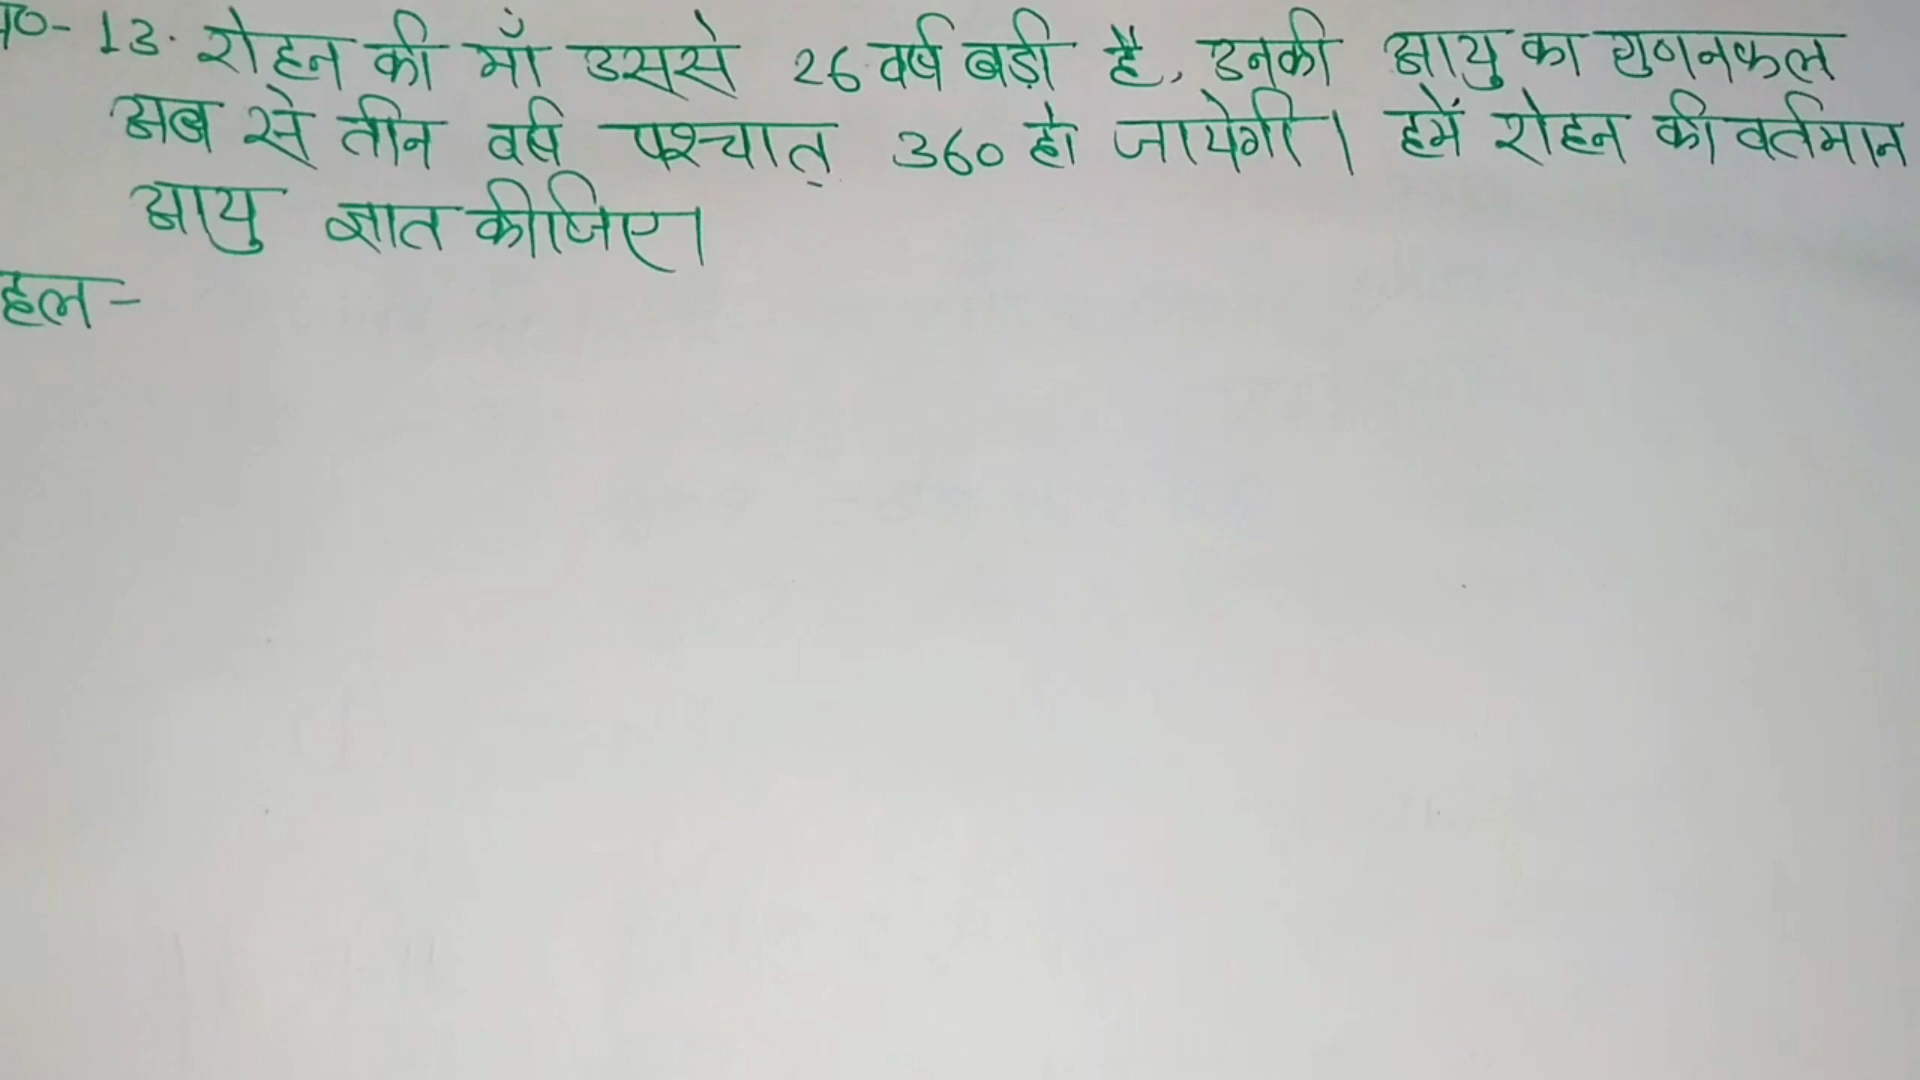 प्र०- 13. रोहन की माँ उससे 26 वर्ष बड़ी है, उनकी आयु का गुणनफल
अब से तीन वर्ष पश्चात् 360 हो जायेगी। हमें रोहन की वर्तमान
आयु ज्ञात कीजिए।
हल -